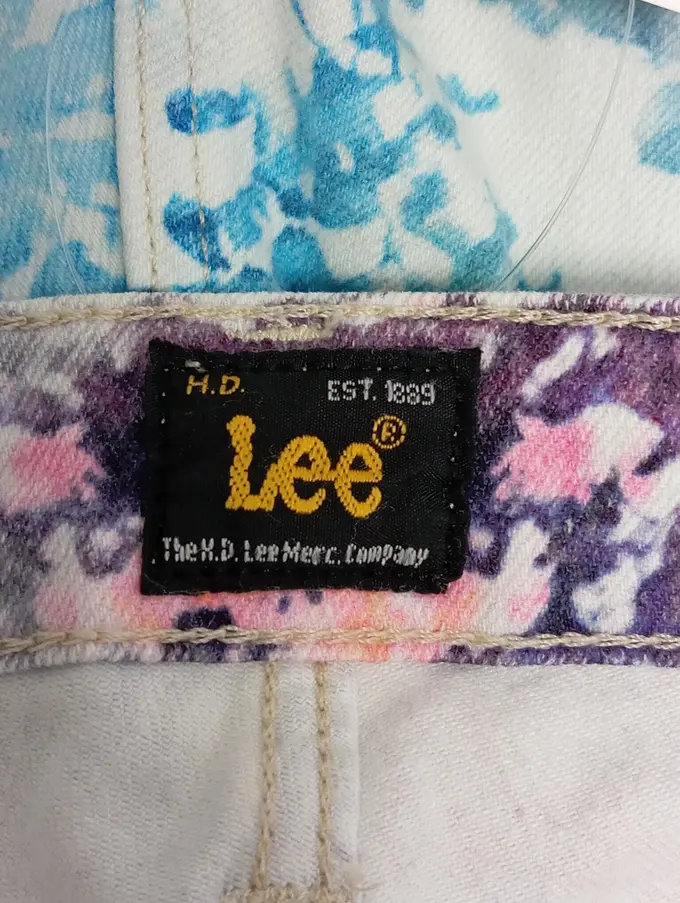 H.D. EST. 1889
Lee®
The H.D. Lee Merc. Company